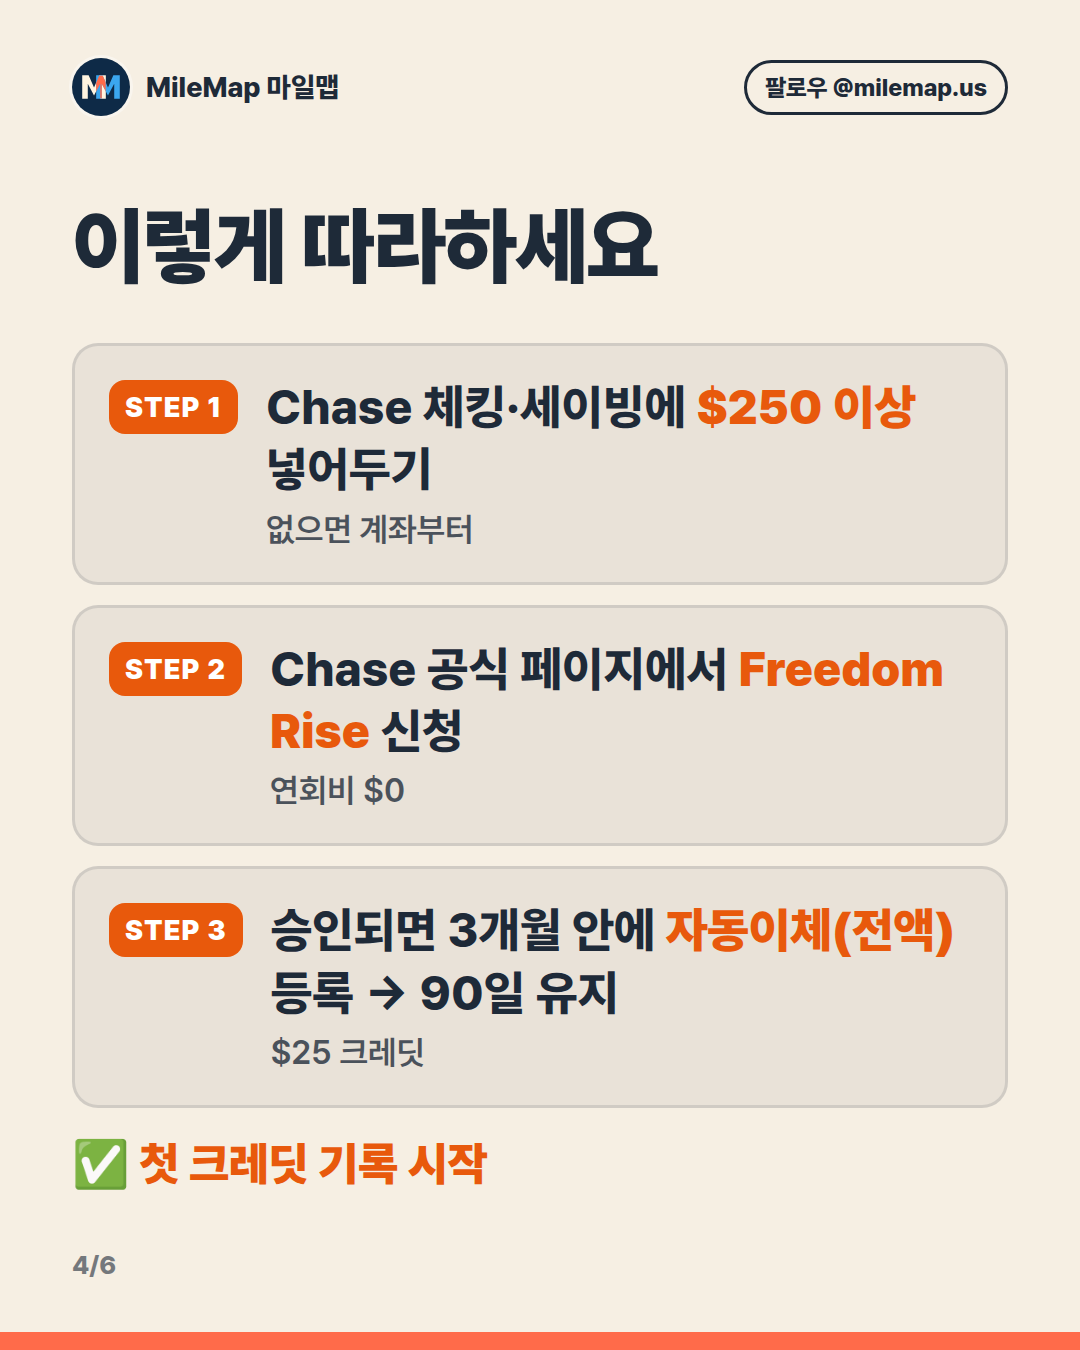 MM
MileMap 마일맵
팔로우 @milemap.us
이렇게 따라하세요
STEP 1
Chase 체킹·세이빙에 $250 이상
넣어두기
없으면 계좌부터
STEP 2
Chase 공식 페이지에서 Freedom
Rise 신청
연회비 $0
STEP 3
승인되면 3개월 안에 자동이체(전액)
등록 → 90일 유지
$25 크레딧
✅ 첫 크레딧 기록 시작
4/6